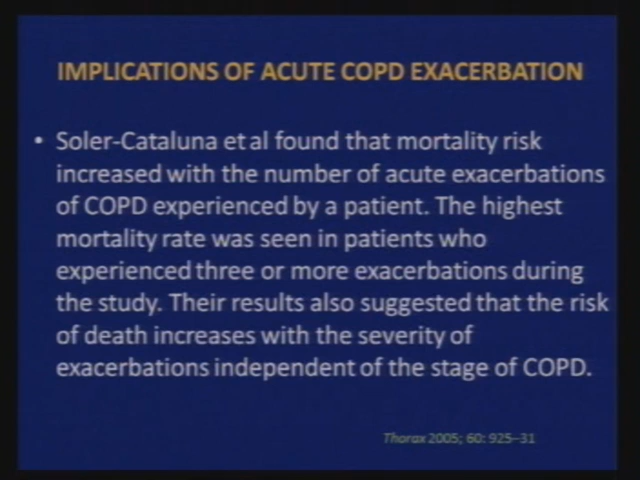 IMPLICATIONS OF ACUTE COPD EXACERBATION
• Soler-Cataluna et al found that mortality risk
increased with the number of acute exacerbations
of COPD experienced by a patient. The highest
mortality rate was seen in patients who
experienced three or more exacerbations during
the study. Their results also suggested that the risk
of death increases with the severity of
exacerbations independent of the stage of COPD.
Thorax 2005; 60: 925–31